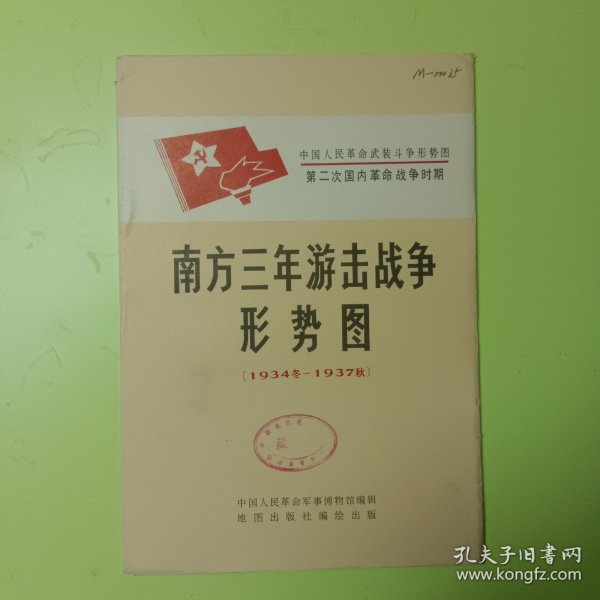 M-00025
中国人民革命武装斗争形势图
第二次国内革命战争时期
南方三年游击战争
形势图
〔1934冬-1937秋〕
藏
中国人民革命军事博物馆编辑
地图出版社编绘出版
孔夫子旧书网
www.kongfz.com